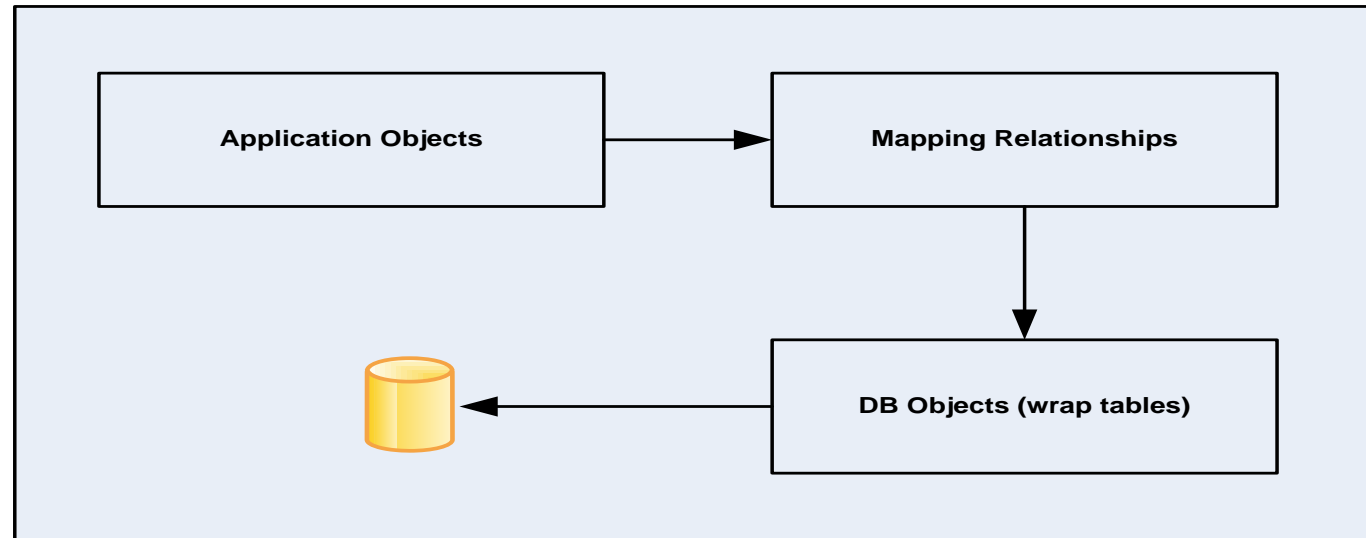 Application Objects
Mapping Relationships
DB Objects (wrap tables)